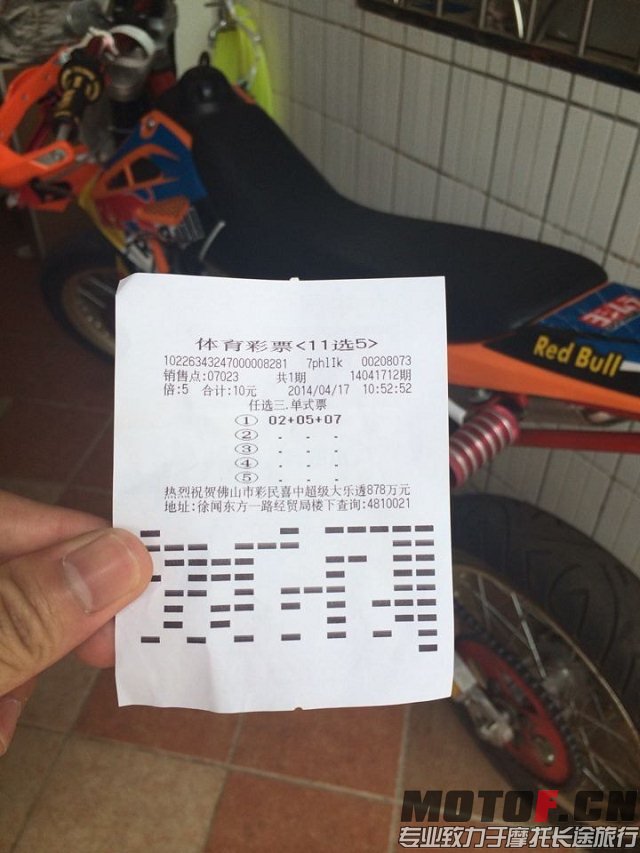 体育彩票<11选5>
10226343247000008281 7phlIk 00208073
销售点:07023 共1期 14041712期
倍:5 合计:10元 2014/04/17 10:52:52
任选三.单式票
① 02+05+07
② . . .
③ . . .
④ . . .
⑤ . . .
热烈祝贺佛山市彩民喜中超级大乐透878万元
地址:徐闻东方一路经贸局楼下查询:4810021
Red Bull
MOTOF.CN
专业致力于摩托长途旅行